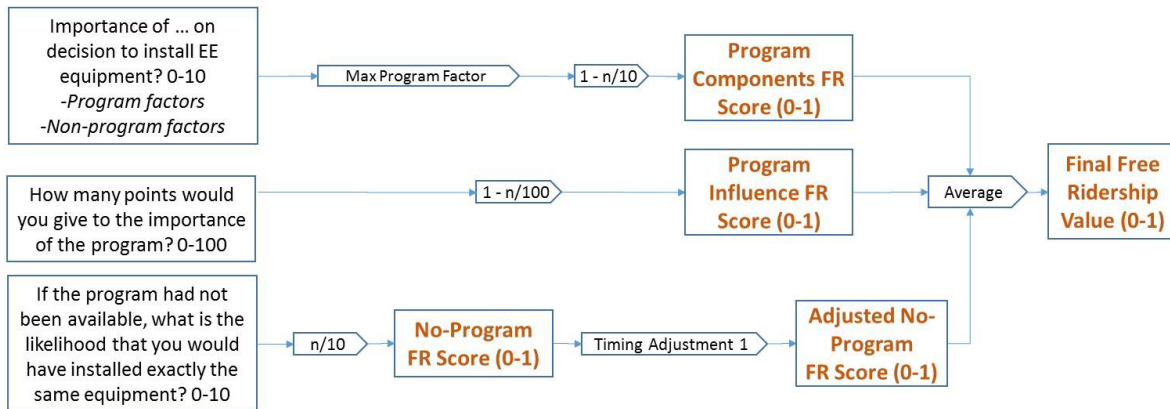 Importance of ... on
decision to install EE
equipment? 0-10
-Program factors
-Non-program factors
Max Program Factor
1 - n/10
Program
Components FR
Score (0-1)
How many points would
you give to the importance
of the program? 0-100
1 - n/100
Program
Influence FR
Score (0-1)
Average
Final Free
Ridership
Value (0-1)
If the program had not
been available, what is the
likelihood that you would
have installed exactly the
same equipment? 0-10
n/10
No-Program
FR Score (0-1)
Timing Adjustment 1
Adjusted No-
Program
FR Score (0-1)